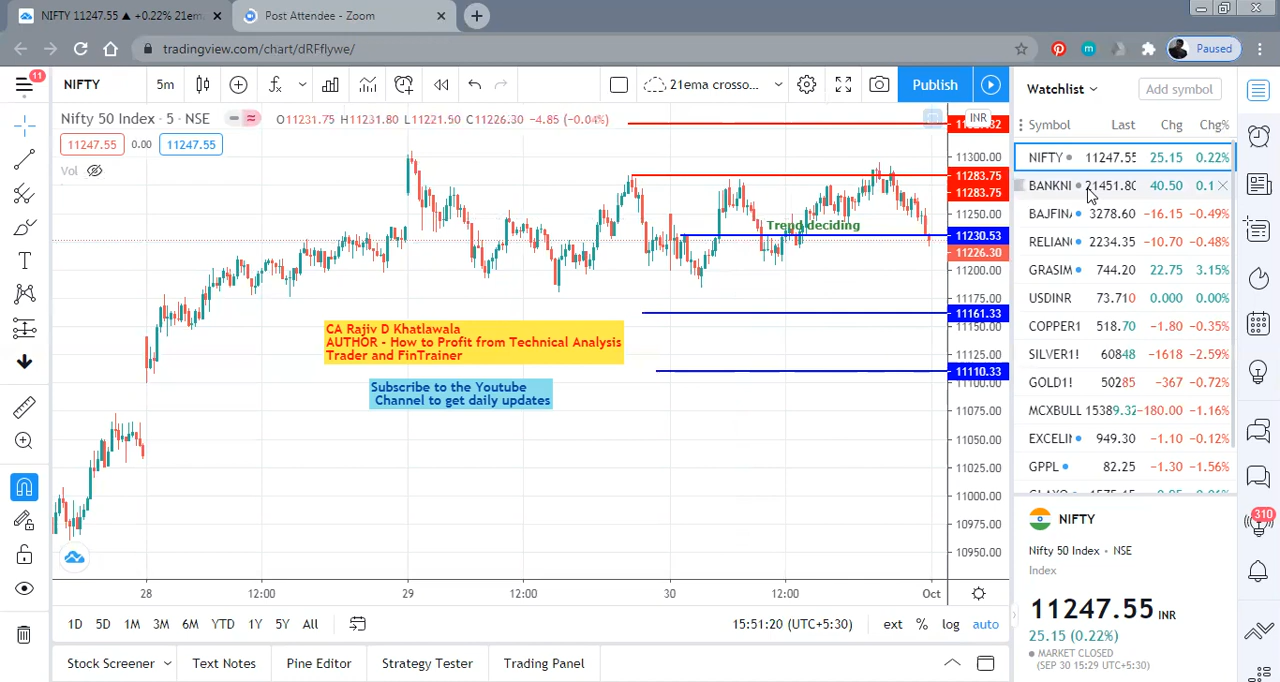 NIFTY 11247.55 ▲ +0.22% 21em
Post Attendee - Zoom
tradingview.com/chart/dRFflywe/
Paused
11
NIFTY
5m
21ema crosso...
Publish
Watchlist
Add symbol
Nifty 50 Index · 5 · NSE
O11231.75 H11231.80 L11221.50 C11226.30 -4.85 (-0.04%)
INR
11247.55 0.00 11247.55
Vol
Symbol Last Chg Chg%
NIFTY 11247.55 25.15 0.22%
BANKNI 21451.80 40.50 0.1
BAJFINA 3278.60 -16.15 -0.49%
RELIAN 2234.35 -10.70 -0.48%
GRASIM 744.20 22.75 3.15%
USDINR 73.710 0.000 0.00%
COPPER1 518.70 -1.80 -0.35%
SILVER1! 60848 -1618 -2.59%
GOLD1! 50285 -367 -0.72%
MCXBULL 15389.32 -180.00 -1.16%
EXCELIN 949.30 -1.10 -0.12%
GPPL 82.25 -1.30 -1.56%
11300.00
11283.75
11283.75
11250.00
11230.53
11226.30
11200.00
11175.00
11161.33
11150.00
11125.00
11110.33
11100.00
11075.00
11050.00
11025.00
11000.00
10975.00
10950.00
Trend deciding
CA Rajiv D Khatlawala
AUTHOR - How to Profit from Technical Analysis
Trader and FinTrainer
Subscribe to the Youtube
Channel to get daily updates
28 12:00 29 12:00 30 12:00 Oct
1D 5D 1M 3M 6M YTD 1Y 5Y All
15:51:20 (UTC+5:30)
ext % log auto
Stock Screener
Text Notes
Pine Editor
Strategy Tester
Trading Panel
NIFTY
Nifty 50 Index • NSE
Index
11247.55 INR
25.15 (0.22%)
MARKET CLOSED
(SEP 30 15:29 UTC+5:30)
310